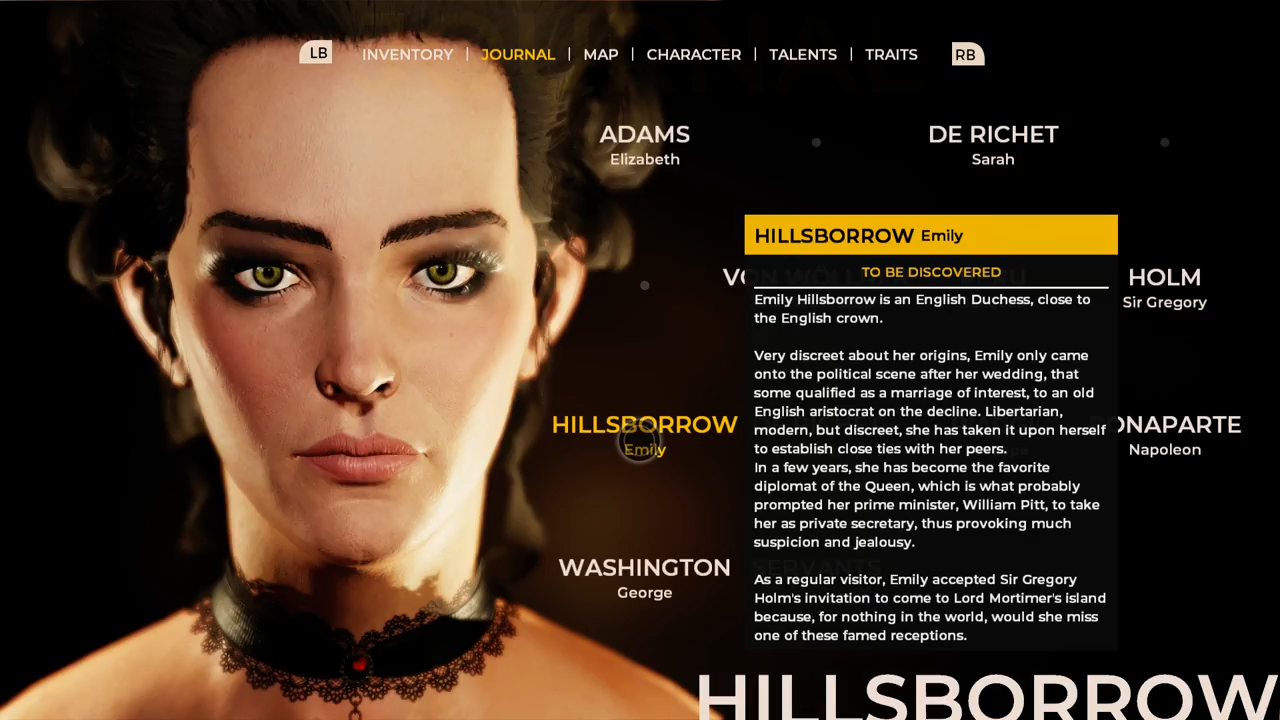 LB INVENTORY | JOURNAL | MAP | CHARACTER | TALENTS | TRAITS RB
ADAMS
Elizabeth
DE RICHET
Sarah
HOLM
Sir Gregory
HILLSBORROW
Emily
BONAPARTE
Napoleon
WASHINGTON
George
HILLSBORROW Emily
TO BE DISCOVERED
Emily Hillsborrow is an English Duchess, close to
the English crown.
Very discreet about her origins, Emily only came
onto the political scene after her wedding, that
some qualified as a marriage of interest, to an old
English aristocrat on the decline. Libertarian,
modern, but discreet, she has taken it upon herself
to establish close ties with her peers.
In a few years, she has become the favorite
diplomat of the Queen, which is what probably
prompted her prime minister, William Pitt, to take
her as private secretary, thus provoking much
suspicion and jealousy.
As a regular visitor, Emily accepted Sir Gregory
Holm's invitation to come to Lord Mortimer's island
because, for nothing in the world, would she miss
one of these famed receptions.
HILLSBORROW